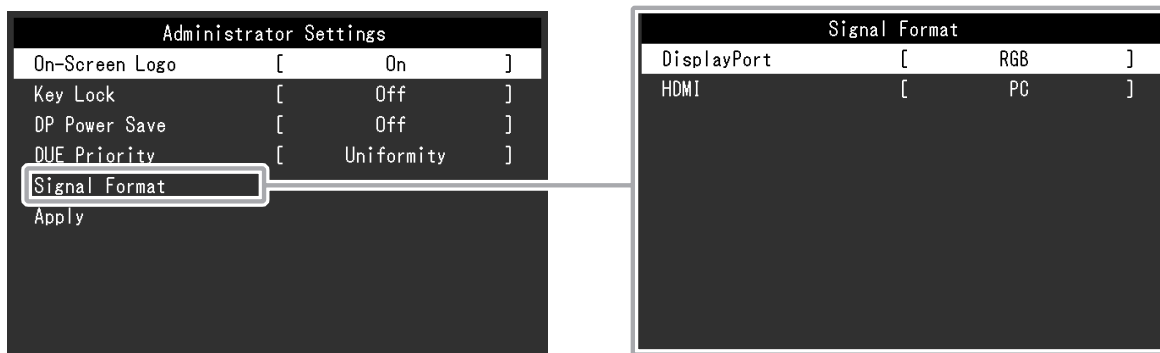 Administrator Settings
On-Screen Logo [ On ]
Key Lock [ Off ]
DP Power Save [ Off ]
DUE Priority [ Uniformity ]
Signal Format
Apply
Signal Format
DisplayPort [ RGB ]
HDMI [ PC ]